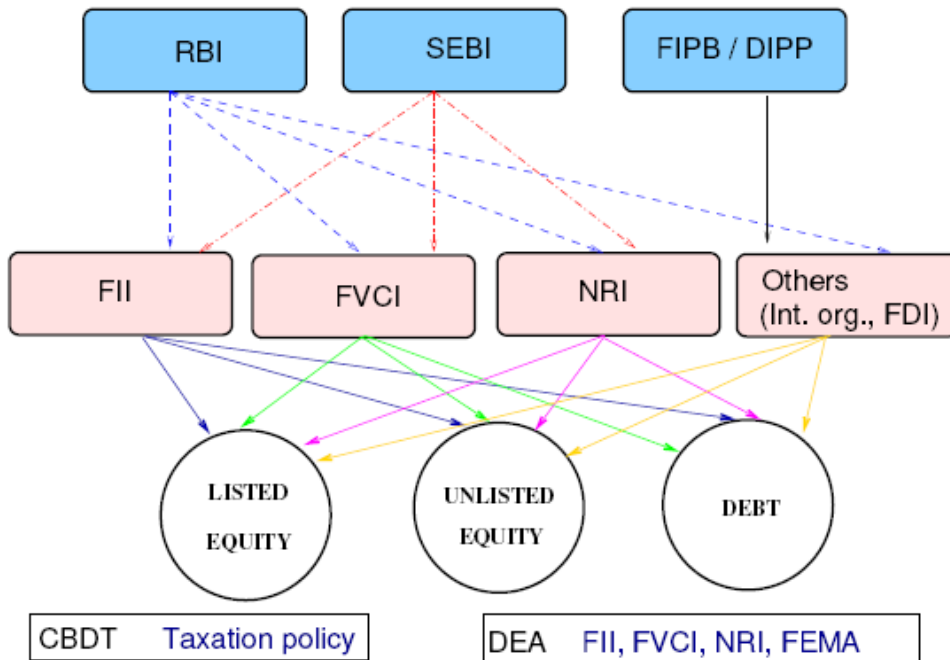 RBI
SEBI
FIPB / DIPP
FII
FVCI
NRI
Others
(Int. org., FDI)
LISTED
EQUITY
UNLISTED
EQUITY
DEBT
CBDT Taxation policy
DEA FII, FVCI, NRI, FEMA